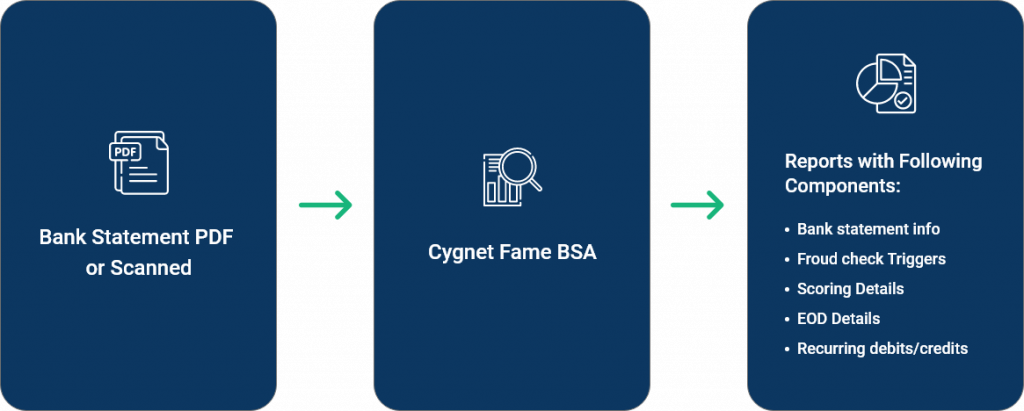 PDF
Bank Statement PDF
or Scanned
Cygnet Fame BSA
Reports with Following
Components:
• Bank statement info
• Froud check Triggers
• Scoring Details
• EOD Details
• Recurring debits/credits